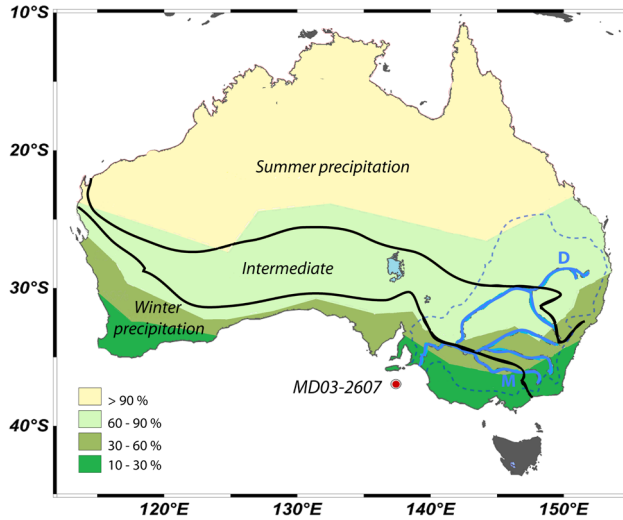 10°S
20°S
30°S
40°S
Summer precipitation
Intermediate
Winter
precipitation
D
M
MD03-2607
> 90 %
60 - 90 %
30 - 60 %
10 - 30 %
120°E
130°E
140°E
150°E